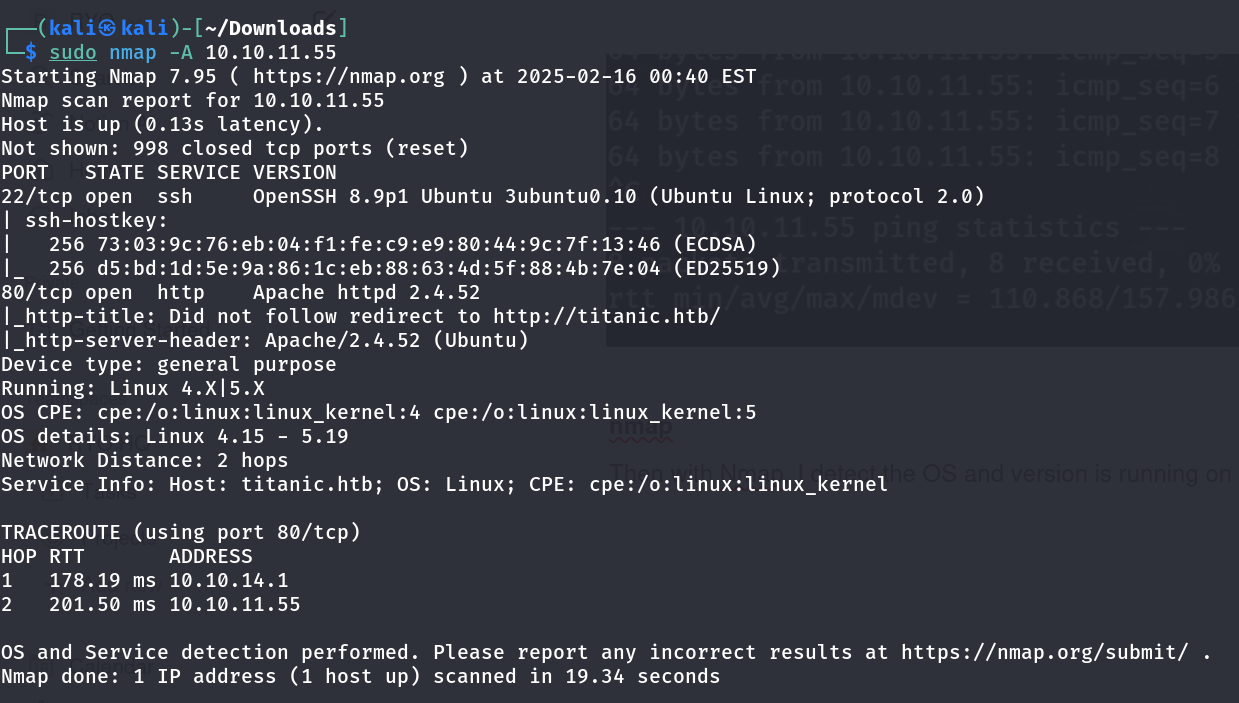 (kali㉿kali)-[~/Downloads]
$ sudo nmap -A 10.10.11.55
Starting Nmap 7.95 ( https://nmap.org ) at 2025-02-16 00:40 EST
Nmap scan report for 10.10.11.55
Host is up (0.13s latency).
Not shown: 998 closed tcp ports (reset)
PORT   STATE SERVICE VERSION
22/tcp open  ssh     OpenSSH 8.9p1 Ubuntu 3ubuntu0.10 (Ubuntu Linux; protocol 2.0)
| ssh-hostkey:
|   256 73:03:9c:76:eb:04:f1:fe:c9:e9:80:44:9c:7f:13:46 (ECDSA)
|_  256 d5:bd:1d:5e:9a:86:1c:eb:88:63:4d:5f:88:4b:7e:04 (ED25519)
80/tcp open  http    Apache httpd 2.4.52
|_http-title: Did not follow redirect to http://titanic.htb/
|_http-server-header: Apache/2.4.52 (Ubuntu)
Device type: general purpose
Running: Linux 4.X|5.X
OS CPE: cpe:/o:linux:linux_kernel:4 cpe:/o:linux:linux_kernel:5
OS details: Linux 4.15 - 5.19
Network Distance: 2 hops
Service Info: Host: titanic.htb; OS: Linux; CPE: cpe:/o:linux:linux_kernel
TRACEROUTE (using port 80/tcp)
HOP RTT       ADDRESS
1   178.19 ms 10.10.14.1
2   201.50 ms 10.10.11.55
OS and Service detection performed. Please report any incorrect results at https://nmap.org/submit/ .
Nmap done: 1 IP address (1 host up) scanned in 19.34 seconds
64 bytes from 10.10.11.55: icmp_seq=6
64 bytes from 10.10.11.55: icmp_seq=7
64 bytes from 10.10.11.55: icmp_seq=8
--- 10.10.11.55 ping statistics ---
transmitted, 8 received, 0%
rtt min/avg/max/mdev = 110.868/157.986
nmap
Then with Nmap, I detect the OS and version is running on
Getting Started
Tasks
Calendar